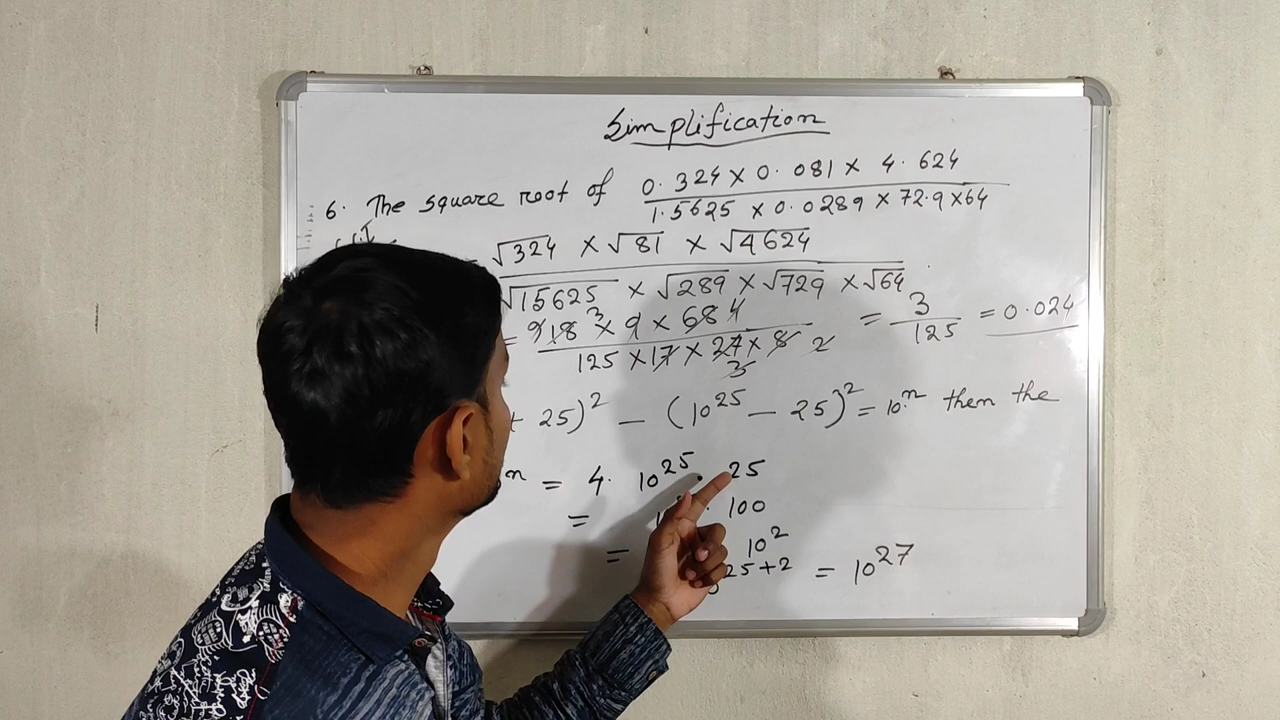 Simplification
6. The square root of 0.324 x 0.081 x 4.624
1.5625 x 0.0289 x 72.9 x 64
√324 x √81 x √4624
√15625 x √289 x √729 x √64
= 9 18 3 x 9 x 68 4
125 x 17 x 27 x 8 2
3
= 3/125 = 0.024
+ 25)² — (10²⁵ — 25)² = 10ⁿ then the
n = 4. 10²⁵ . 25
= . 100
= 10²
25+2 = 10²⁷